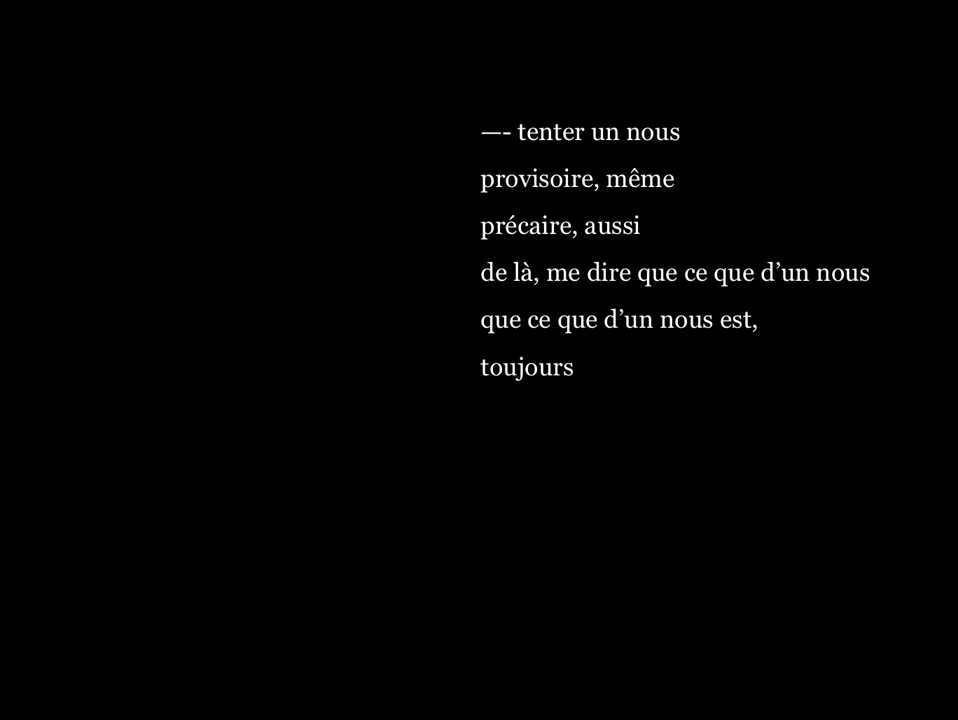 —- tenter un nous
provisoire, même
précaire, aussi
de là, me dire que ce que d’un nous
que ce que d’un nous est,
toujours